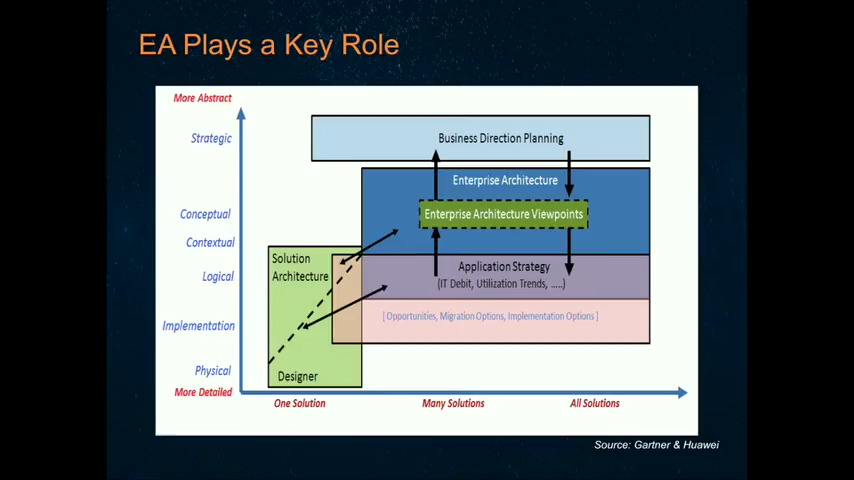 EA Plays a Key Role
More Abstract
Strategic
Business Direction Planning
Enterprise Architecture
Conceptual
Enterprise Architecture Viewpoints
Contextual
Solution
Architecture
Logical
Application Strategy
(IT Debit, Utilization Trends, .....)
Implementation
[ Opportunities, Migration Options, Implementation Options ]
Physical
Designer
More Detailed
One Solution
Many Solutions
All Solutions
Source: Gartner & Huawei